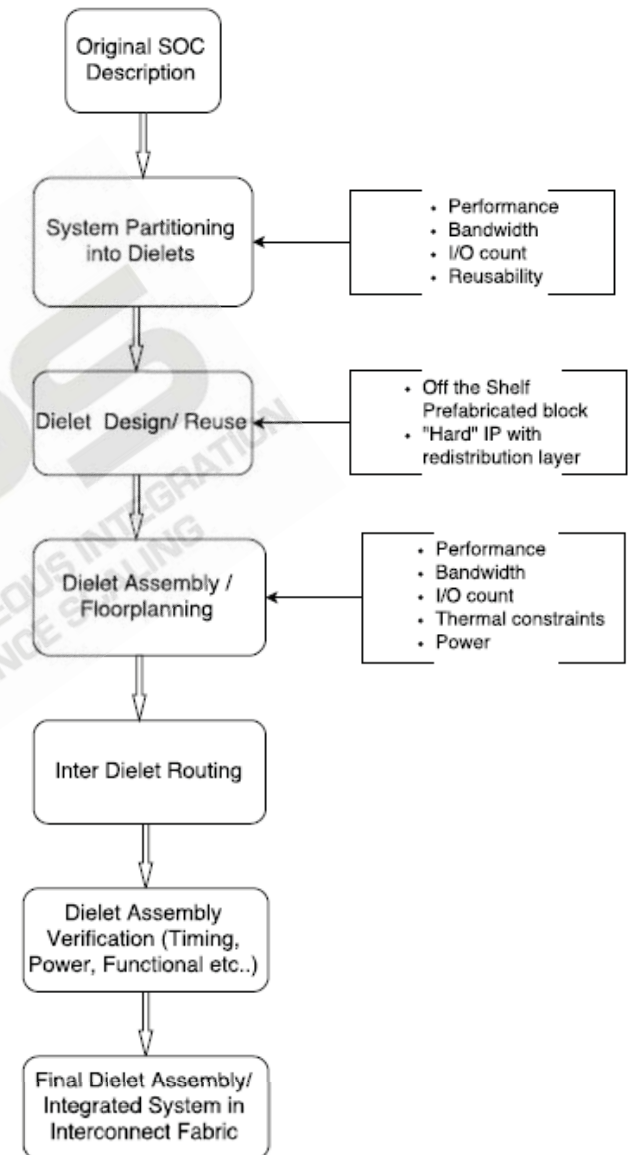 Original SOC
Description
System Partitioning
into Dielets
• Performance
• Bandwidth
• I/O count
• Reusability
Dielet Design/ Reuse
• Off the Shelf
Prefabricated block
• "Hard" IP with
redistribution layer
Dielet Assembly /
Floorplanning
• Performance
• Bandwidth
• I/O count
• Thermal constraints
• Power
Inter Dielet Routing
Dielet Assembly
Verification (Timing,
Power, Functional etc..)
Final Dielet Assembly/
Integrated System in
Interconnect Fabric
INTEGRATION
SCALING